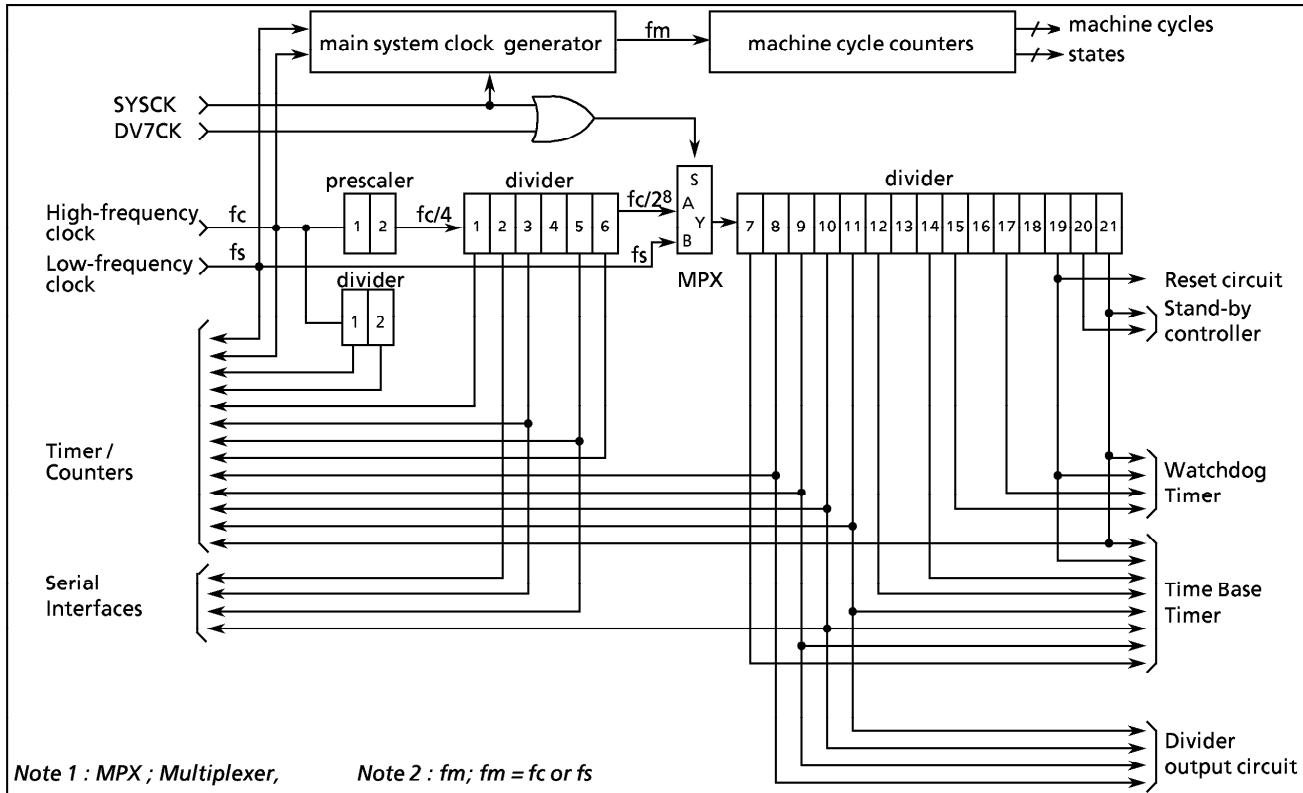 main system clock generator
fm
machine cycle counters
machine cycles
states
SYSCK
DV7CK
prescaler
divider
divider
High-frequency
clock
fc
1 2
fc/4
1 2 3 4 5 6
fc/2⁸
S
A
Y
B
7 8 9 10 11 12 13 14 15 16 17 18 19 20 21
Low-frequency
clock
fs
fs
MPX
divider
1 2
Reset circuit
Stand-by
controller
Timer /
Counters
Watchdog
Timer
Serial
Interfaces
Time Base
Timer
Divider
output circuit
Note 1 : MPX ; Multiplexer,
Note 2 : fm; fm = fc or fs